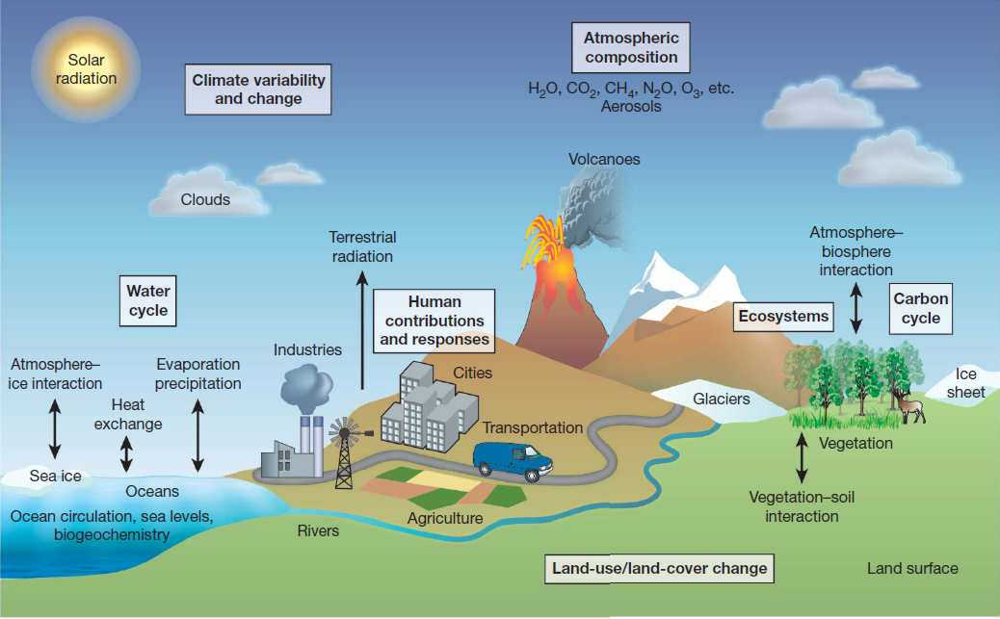 Solar
radiation
Climate variability
and change
Atmospheric
composition
H₂O, CO₂, CH₄, N₂O, O₃, etc.
Aerosols
Volcanoes
Clouds
Terrestrial
radiation
Atmosphere–
biosphere
interaction
Water
cycle
Human
contributions
and responses
Ecosystems
Carbon
cycle
Industries
Atmosphere–
ice interaction
Evaporation
precipitation
Heat
exchange
Cities
Glaciers
Ice
sheet
Transportation
Vegetation
Sea ice
Oceans
Ocean circulation, sea levels,
biogeochemistry
Rivers
Agriculture
Vegetation–soil
interaction
Land-use/land-cover change
Land surface